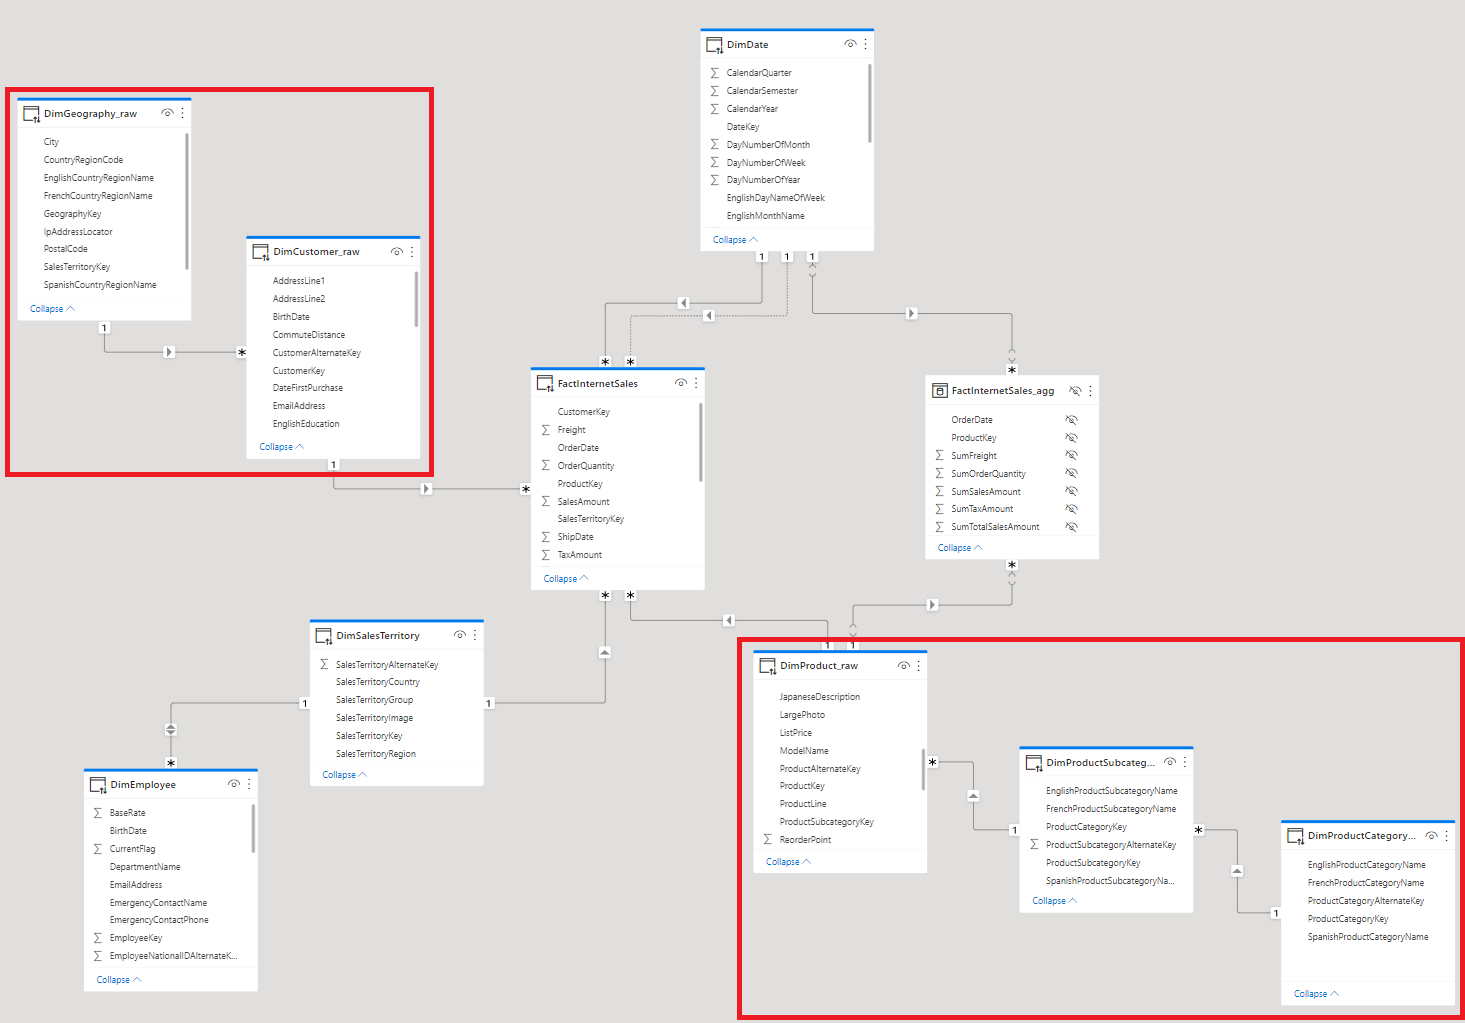 DimDate
CalendarQuarter
CalendarSemester
CalendarYear
DateKey
DayNumberOfMonth
DayNumberOfWeek
DayNumberOfYear
EnglishDayNameOfWeek
EnglishMonthName
Collapse
1 1 1
DimGeography_raw
City
CountryRegionCode
EnglishCountryRegionName
FrenchCountryRegionName
GeographyKey
IpAddressLocator
PostalCode
SalesTerritoryKey
SpanishCountryRegionName
Collapse
1
*
DimCustomer_raw
AddressLine1
AddressLine2
BirthDate
CommuteDistance
CustomerAlternateKey
CustomerKey
DateFirstPurchase
EmailAddress
EnglishEducation
Collapse
1
*
* *
FactInternetSales
CustomerKey
Freight
OrderDate
OrderQuantity
ProductKey
SalesAmount
SalesTerritoryKey
ShipDate
TaxAmount
Collapse
* *
*
FactInternetSales_agg
OrderDate
ProductKey
SumFreight
SumOrderQuantity
SumSalesAmount
SumTaxAmount
SumTotalSalesAmount
Collapse
*
DimSalesTerritory
SalesTerritoryAlternateKey
SalesTerritoryCountry
SalesTerritoryGroup
SalesTerritoryImage
SalesTerritoryKey
SalesTerritoryRegion
Collapse
1 1
*
DimEmployee
BaseRate
BirthDate
CurrentFlag
DepartmentName
EmailAddress
EmergencyContactName
EmergencyContactPhone
EmployeeKey
EmployeeNationalIDAlternateK...
Collapse
1 1
DimProduct_raw
JapaneseDescription
LargePhoto
ListPrice
ModelName
ProductAlternateKey
ProductKey
ProductLine
ProductSubcategoryKey
ReorderPoint
Collapse
*
1
DimProductSubcateg...
EnglishProductSubcategoryName
FrenchProductSubcategoryName
ProductCategoryKey
ProductSubcategoryAlternateKey
ProductSubcategoryKey
SpanishProductSubcategoryNa...
Collapse
*
1
DimProductCategory...
EnglishProductCategoryName
FrenchProductCategoryName
ProductCategoryAlternateKey
ProductCategoryKey
SpanishProductCategoryName
Collapse